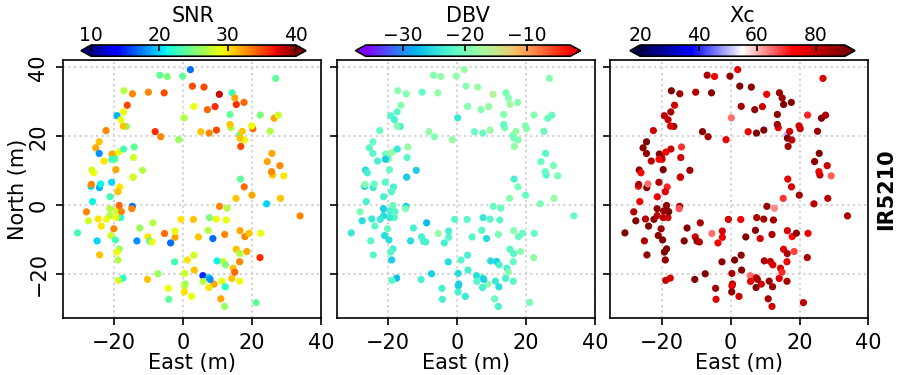 SNR DBV Xc
10 20 30 40 −30 −20 −10 20 40 60 80
40
20
0
−20
North (m)
IR5210
−20 0 20 40 −20 0 20 40 −20 0 20 40
East (m) East (m) East (m)